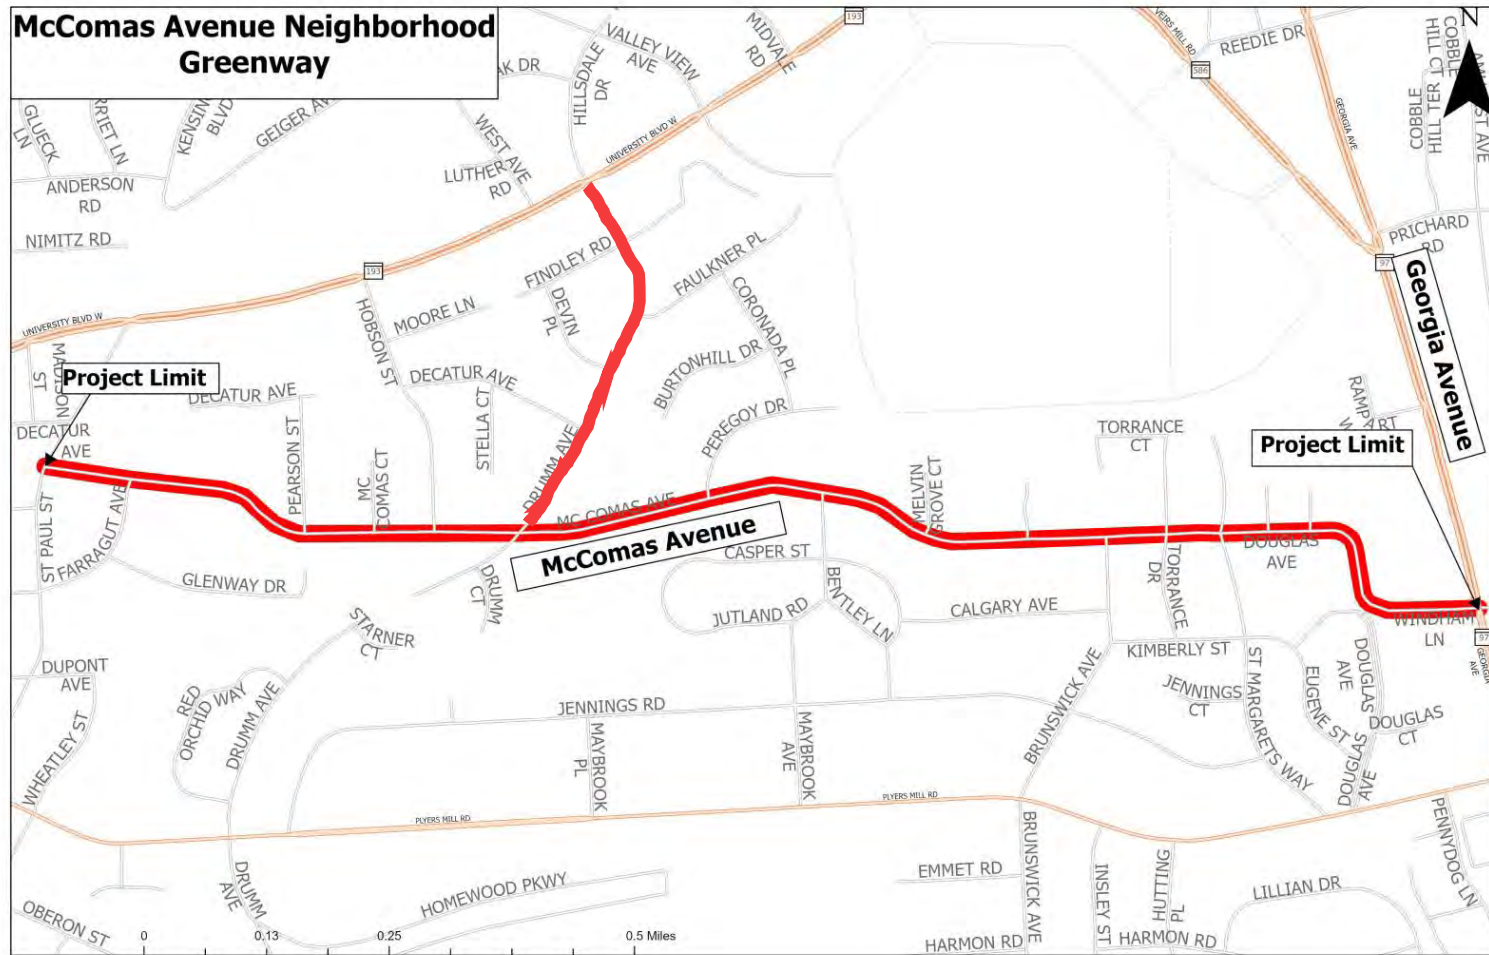 McComas Avenue Neighborhood
Greenway
N
193
VEIRS MILL RD
REEDIE DR
COBBLE
HILL CT
586
COBBLE
HILL TER
GEORGIA AVE
MIDVALE
RD
VALLEY VIEW
AVE
HILLSDALE
DR
GLUECK
LN
GEIGER
WEST AVE
UNIVERSITY BLVD W
LUTHER
RD
ANDERSON
RD
NIMITZ RD
PRICHARD
RD
97
Georgia Avenue
FINDLEY RD
FAULKNER PL
193
DEVIN
PL
CORONADA PL
MOORE LN
HOBSON ST
UNIVERSITY BLVD W
MADISON
ST
Project Limit
DECATUR AVE
DECATUR AVE
BURTONHILL DR
STELLA CT
PEREGOY DR
DECATUR
AVE
PEARSON ST
MC
COMAS CT
DRUMM AVE
TORRANCE
CT
Project Limit
MELVIN
GROVE CT
MC COMAS AVE
McComas Avenue
ST PAUL ST
FARRAGUT AVE
GLENWAY DR
DRUMM
CT
CASPER ST
JUTLAND RD
BENTLEY LN
CALGARY AVE
TORRANCE
DR
DOUGLAS
AVE
WINDHAM
LN
97
GEORGIA
AVE
STARNER
CT
DUPONT
AVE
RED
ORCHID WAY
DRUMM AVE
WHEATLEY ST
JENNINGS RD
MAYBROOK
PL
MAYBROOK
AVE
BRUNSWICK AVE
KIMBERLY ST
JENNINGS
CT
ST MARGARETS WAY
EUGENE ST
DOUGLAS
AVE
DOUGLAS
CT
DOUGLAS
AVE
PLYERS MILL RD
PLYERS MILL RD
PENNYDOG LN
DRUMM
AVE
HOMEWOOD PKWY
OBERON ST
EMMET RD
BRUNSWICK AVE
INSLEY ST
HUTTING
PL
LILLIAN DR
HARMON RD
HARMON RD
0
0.13
0.25
0.5 Miles